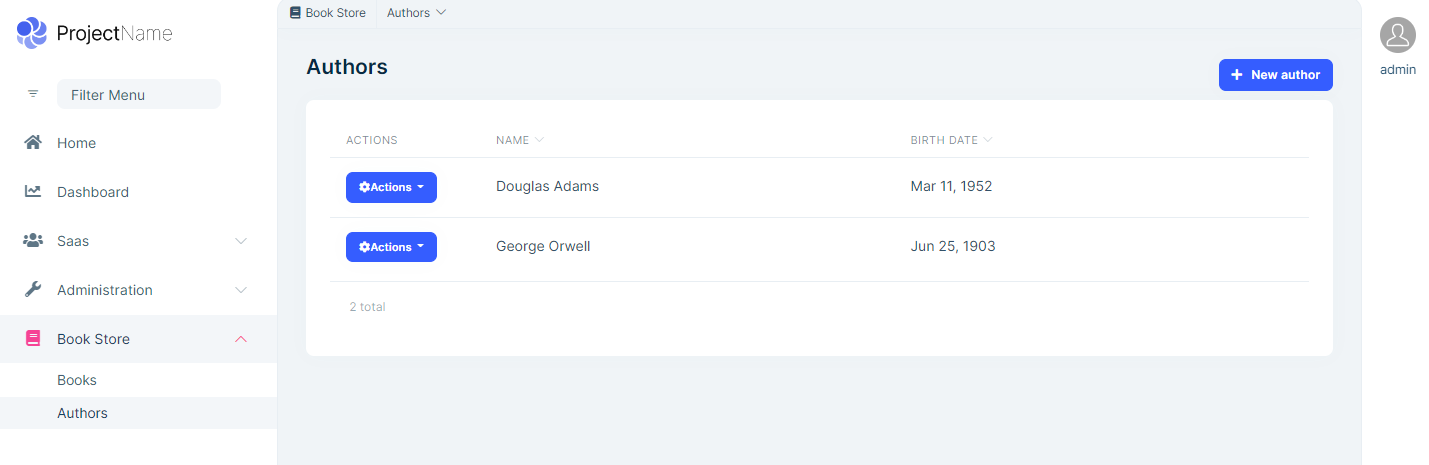 ProjectName
Filter Menu
Home
Dashboard
Saas
Administration
Book Store
Books
Authors
Book Store
Authors
Authors
New author
ACTIONS NAME BIRTH DATE
Actions Douglas Adams Mar 11, 1952
Actions George Orwell Jun 25, 1903
2 total
admin